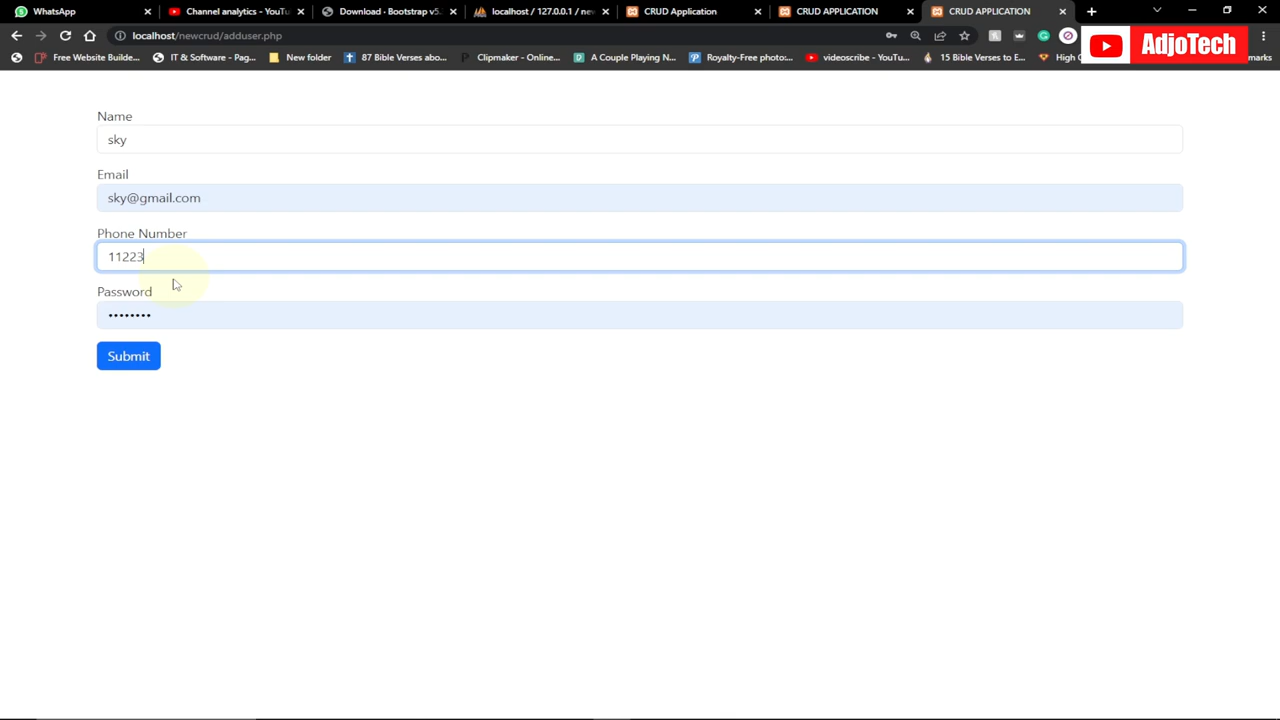 WhatsApp
Channel analytics - YouTu
Download · Bootstrap v5.
localhost / 127.0.0.1 / nev
CRUD Application
CRUD APPLICATION
CRUD APPLICATION
localhost/newcrud/adduser.php
Free Website Builde...
IT & Software - Pag...
New folder
87 Bible Verses abo...
Clipmaker - Online...
A Couple Playing N...
Royalty-Free photo:...
videoscribe - YouTu...
15 Bible Verses to E...
High
marks
AdjoTech
Name
sky
Email
sky@gmail.com
Phone Number
11223
Password
••••••••
Submit